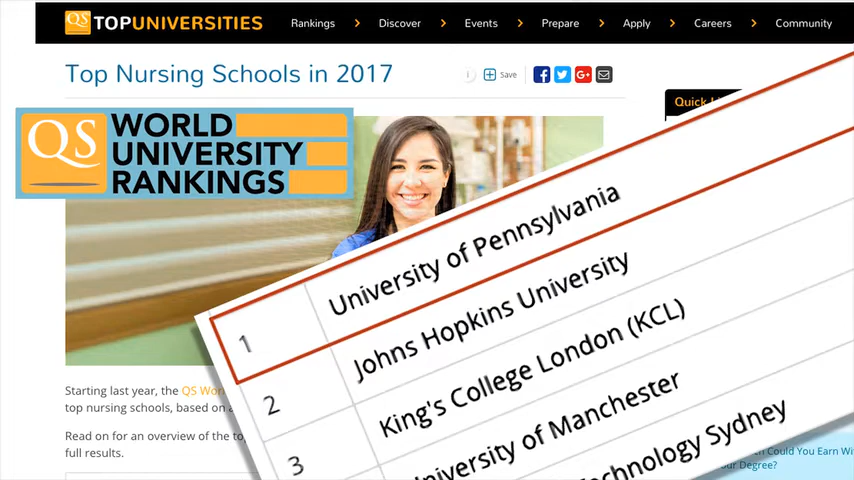 QS TOPUNIVERSITIES
Rankings
Discover
Events
Prepare
Apply
Careers
Community
Top Nursing Schools in 2017
Save
Quick
QS WORLD
UNIVERSITY
RANKINGS
1 University of Pennsylvania
2 Johns Hopkins University
3 King's College London (KCL)
University of Manchester
Technology Sydney
Starting last year, the QS
top nursing schools, based on
Read on for an overview of the
full results.
Could You Earn
Degree?